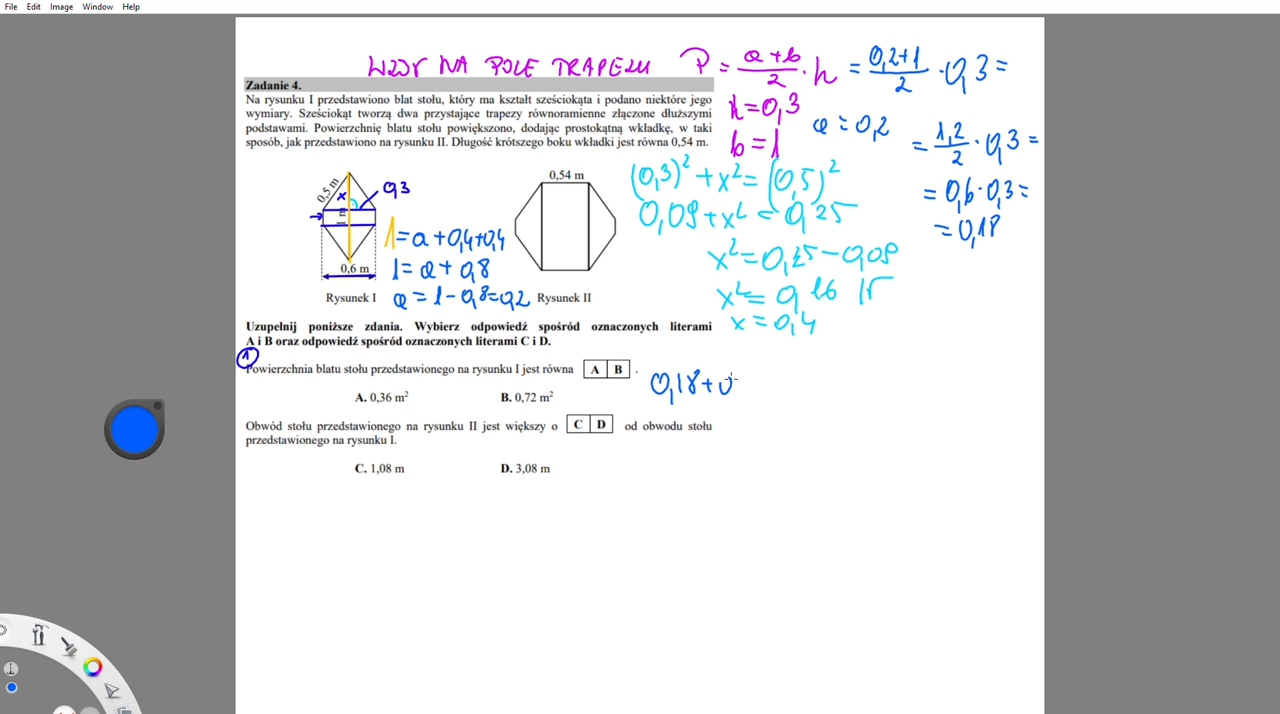 File Edit Image Window Help
WZÓR NA POLE TRAPEZU P = a+b/2 · h = 0,2+1/2 · 0,3 =
h = 0,3
b = 1
a = 0,2
= 1,2/2 · 0,3 =
= 0,6 · 0,3 =
= 0,18
Zadanie 4.
Na rysunku I przedstawiono blat stołu, który ma kształt sześciokąta i podano niektóre jego
wymiary. Sześciokąt tworzą dwa przystające trapezy równoramienne złączone dłuższymi
podstawami. Powierzchnię blatu stołu powiększono, dodając prostokątną wkładkę, w taki
sposób, jak przedstawiono na rysunku II. Długość krótszego boku wkładki jest równa 0,54 m.
0,5 m
x
0,3
1 m
0,6 m
Rysunek I
1 = a + 0,4 + 0,4
1 = a + 0,8
a = 1 - 0,8 = 0,2
0,54 m
Rysunek II
(0,3)² + x² = (0,5)²
0,09 + x² = 0,25
x² = 0,25 - 0,09
x² = 0,16 /√
x = 0,4
Uzupełnij poniższe zdania. Wybierz odpowiedź spośród oznaczonych literami
A i B oraz odpowiedź spośród oznaczonych literami C i D.
1
Powierzchnia blatu stołu przedstawionego na rysunku I jest równa A B .
0,18 + 0
A. 0,36 m² B. 0,72 m²
Obwód stołu przedstawionego na rysunku II jest większy o C D od obwodu stołu
przedstawionego na rysunku I.
C. 1,08 m D. 3,08 m